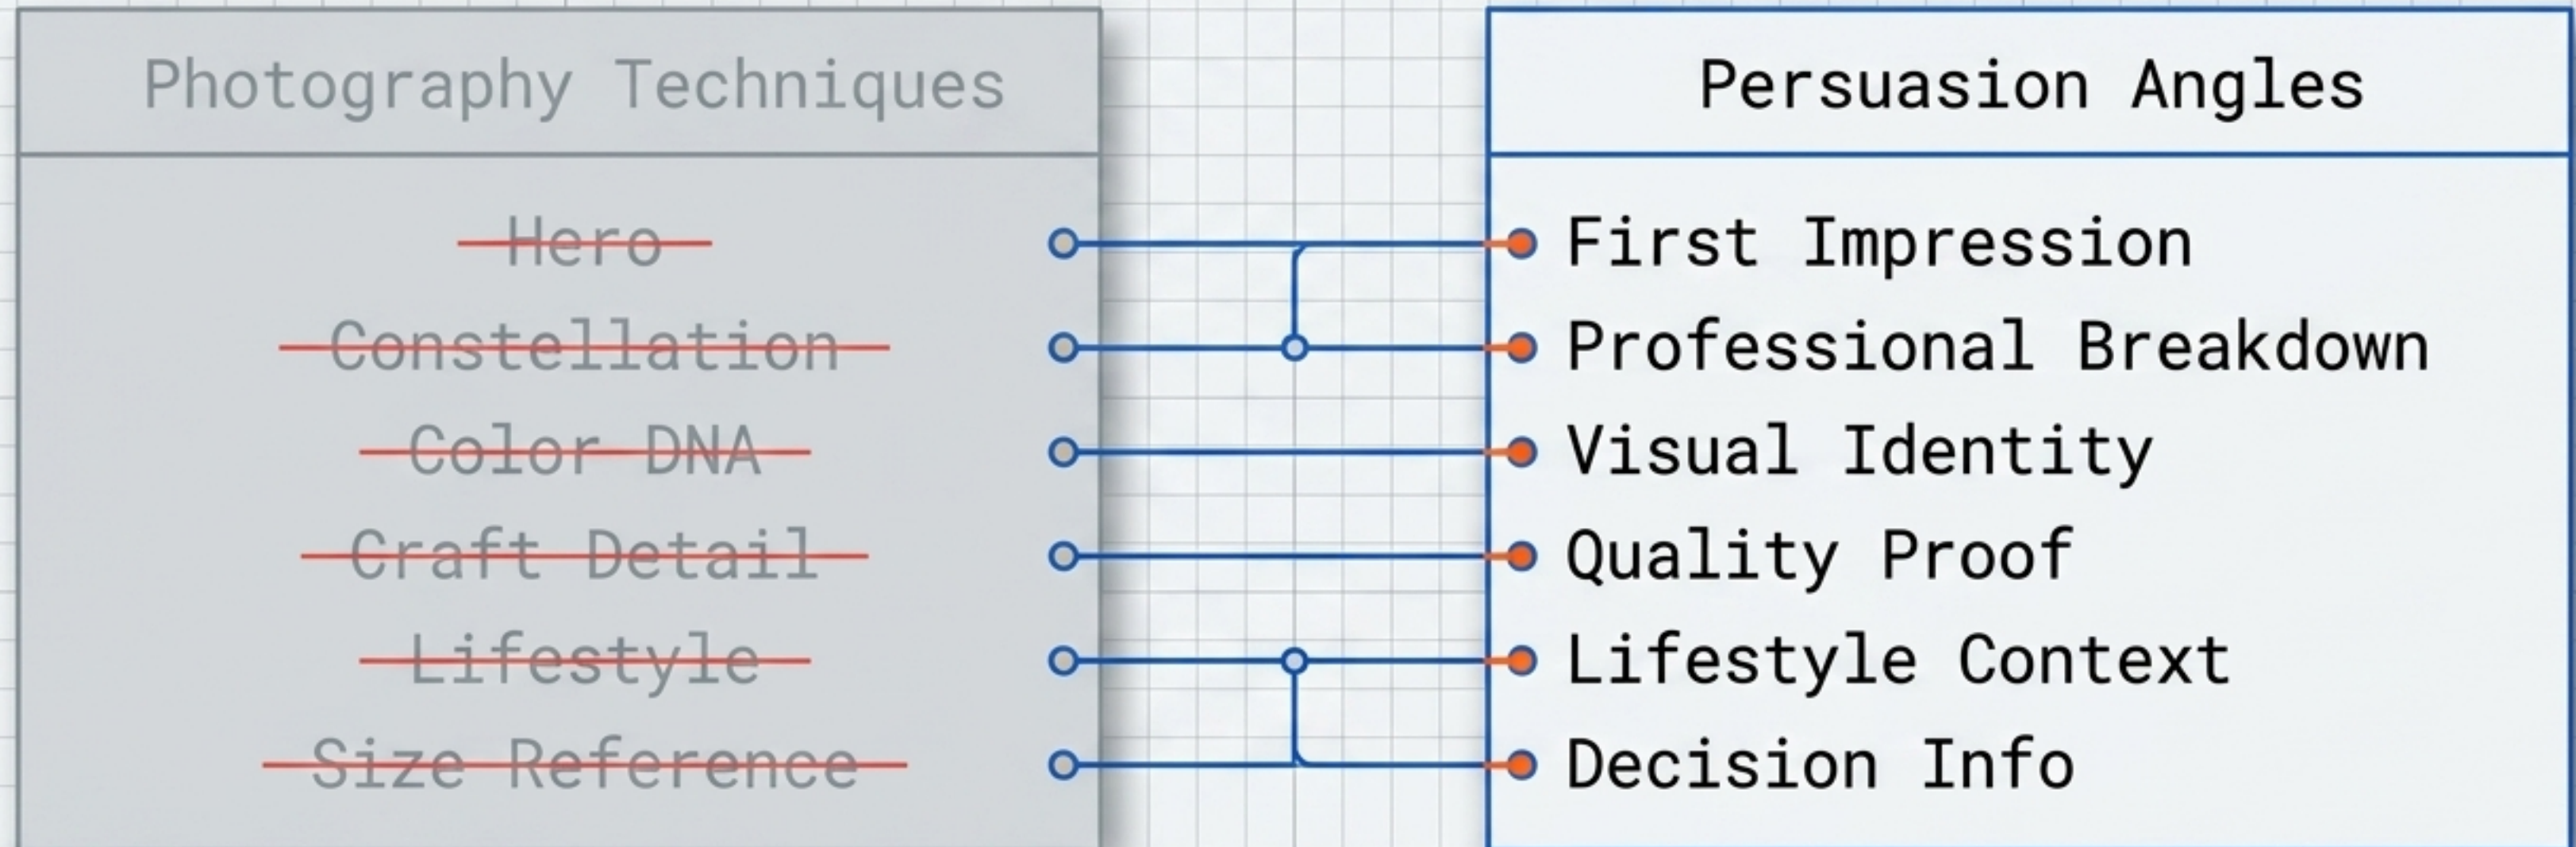 Photography Techniques
Hero
Constellation
Color DNA
Craft Detail
Lifestyle
Size Reference
Persuasion Angles
First Impression
Professional Breakdown
Visual Identity
Quality Proof
Lifestyle Context
Decision Info